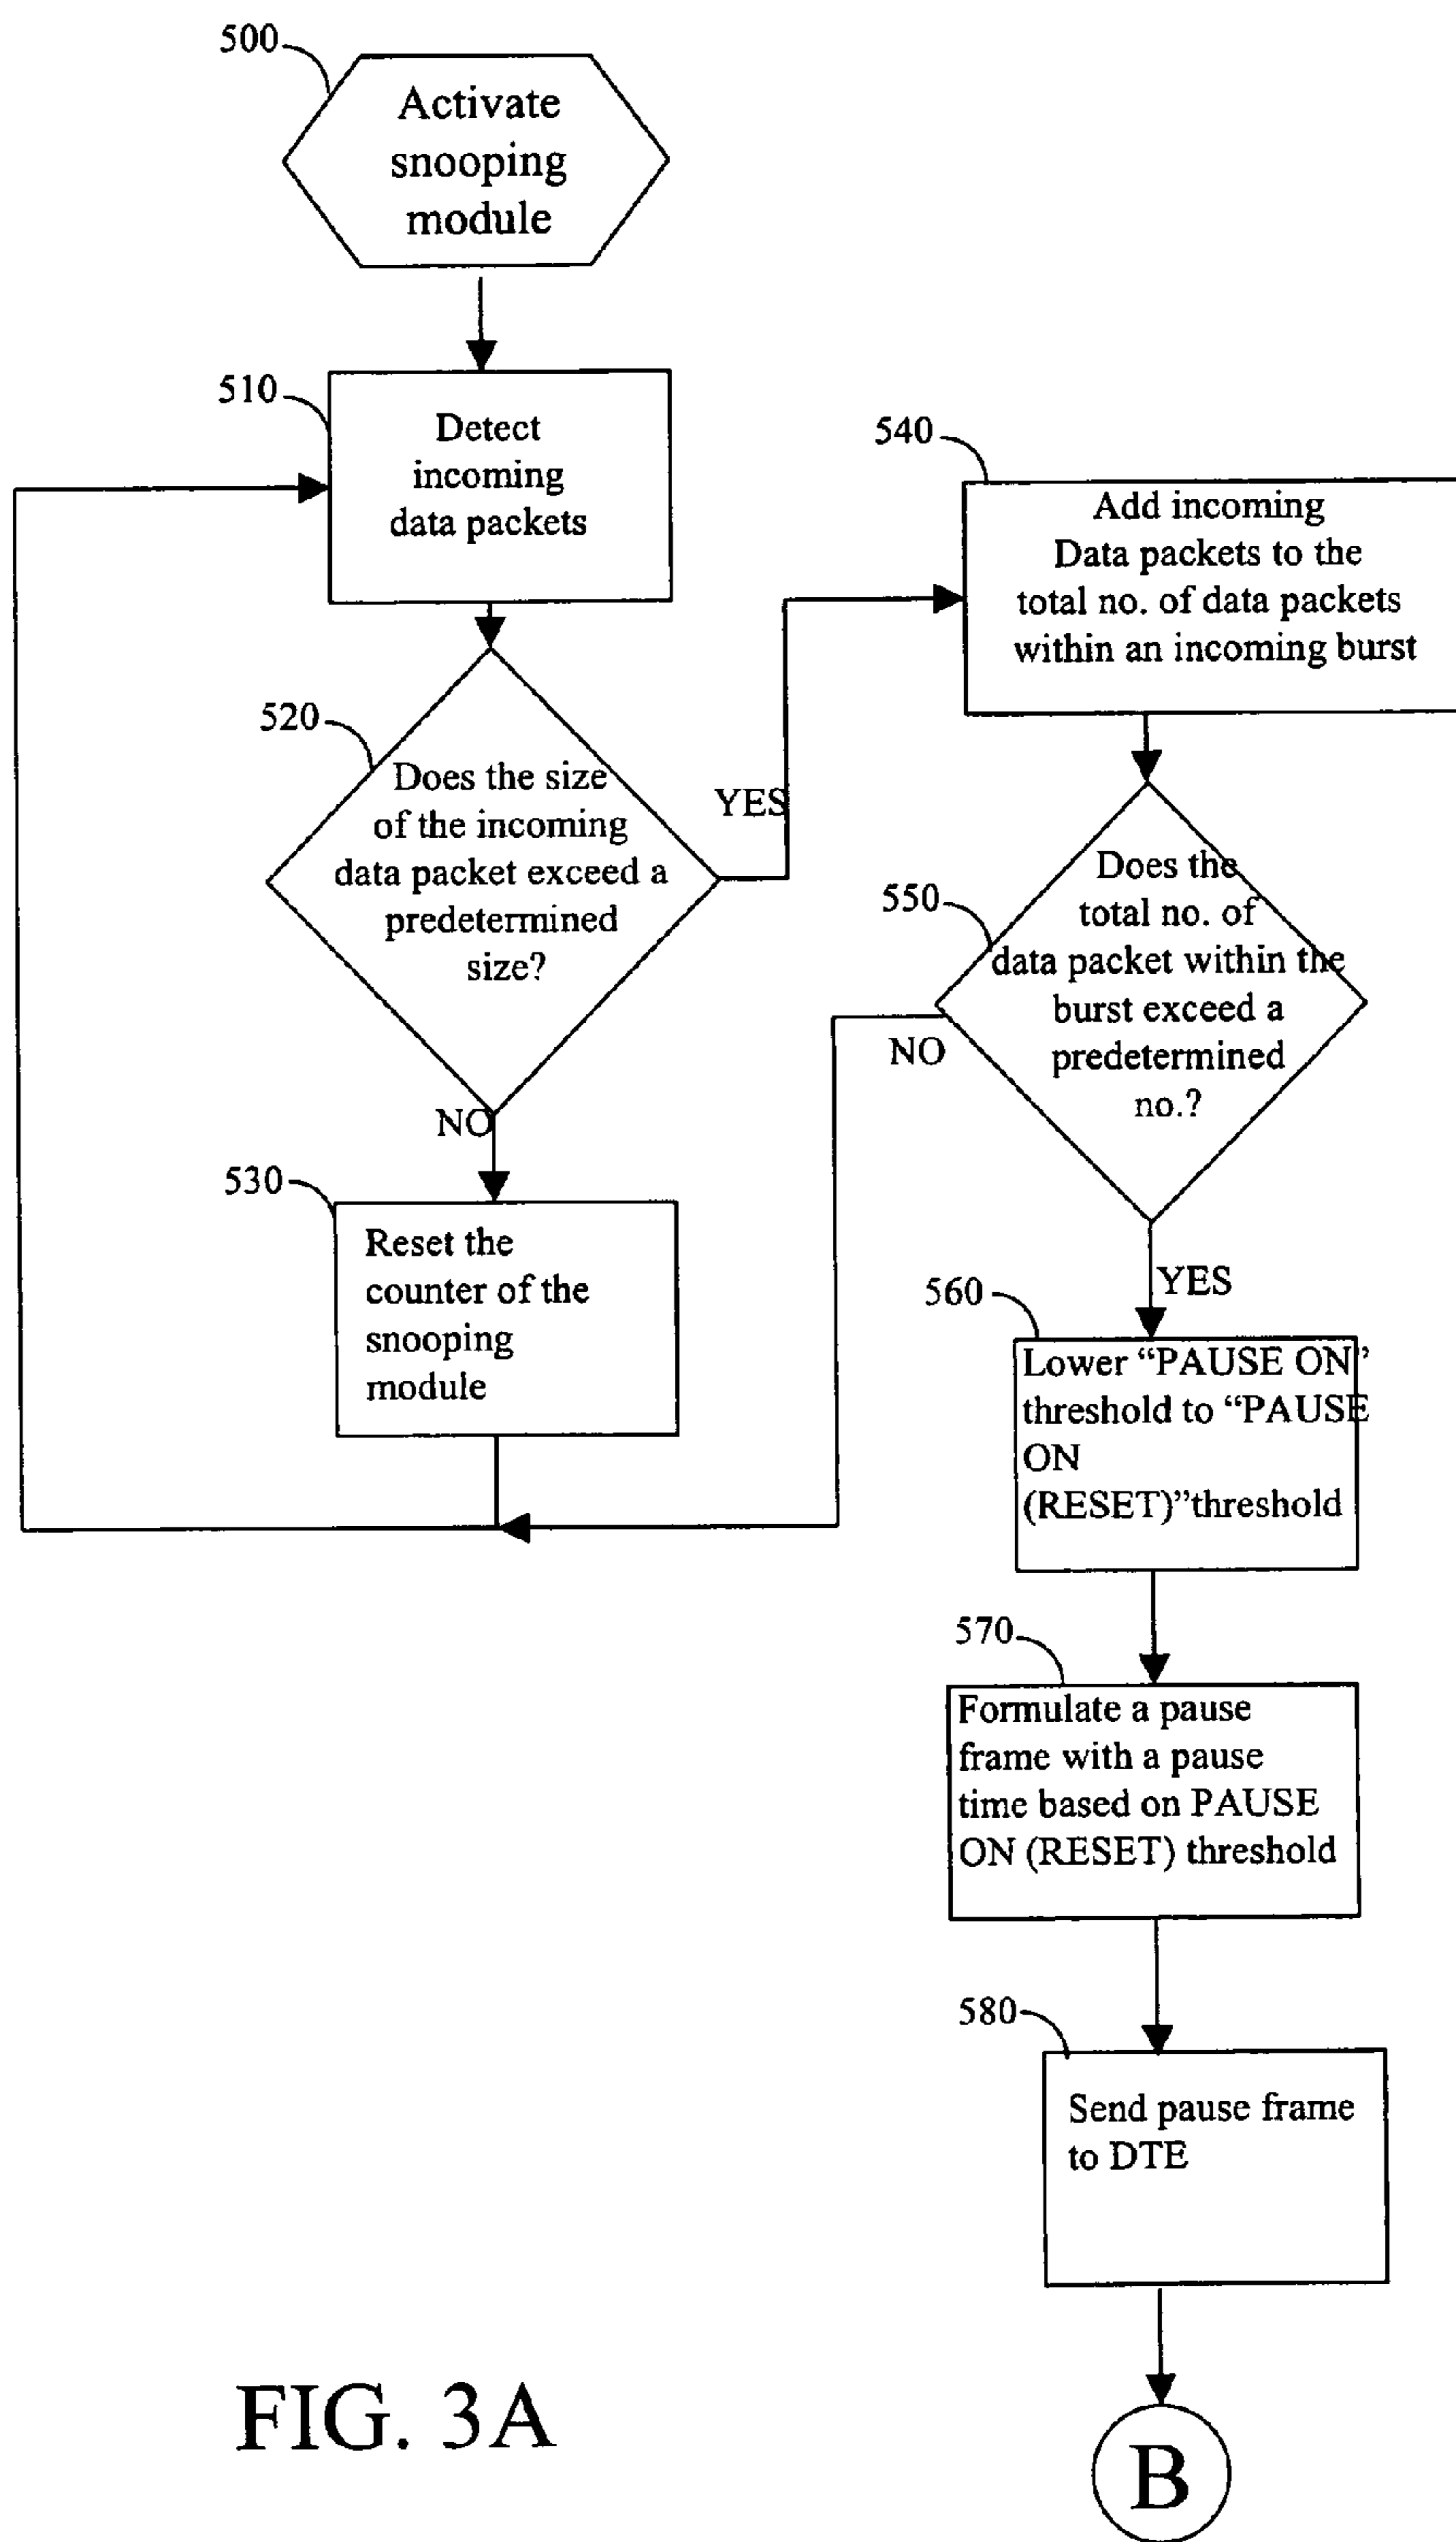 500
Activate
snooping
module
510
Detect
incoming
data packets
520
Does the size
of the incoming
data packet exceed a
predetermined
size?
YES
NO
530
Reset the
counter of the
snooping
module
540
Add incoming
Data packets to the
total no. of data packets
within an incoming burst
550
Does the
total no. of
data packet within the
burst exceed a
predetermined
no.?
NO
YES
560
Lower “PAUSE ON”
threshold to “PAUSE
ON
(RESET)”threshold
570
Formulate a pause
frame with a pause
time based on PAUSE
ON (RESET) threshold
580
Send pause frame
to DTE
B
FIG. 3A